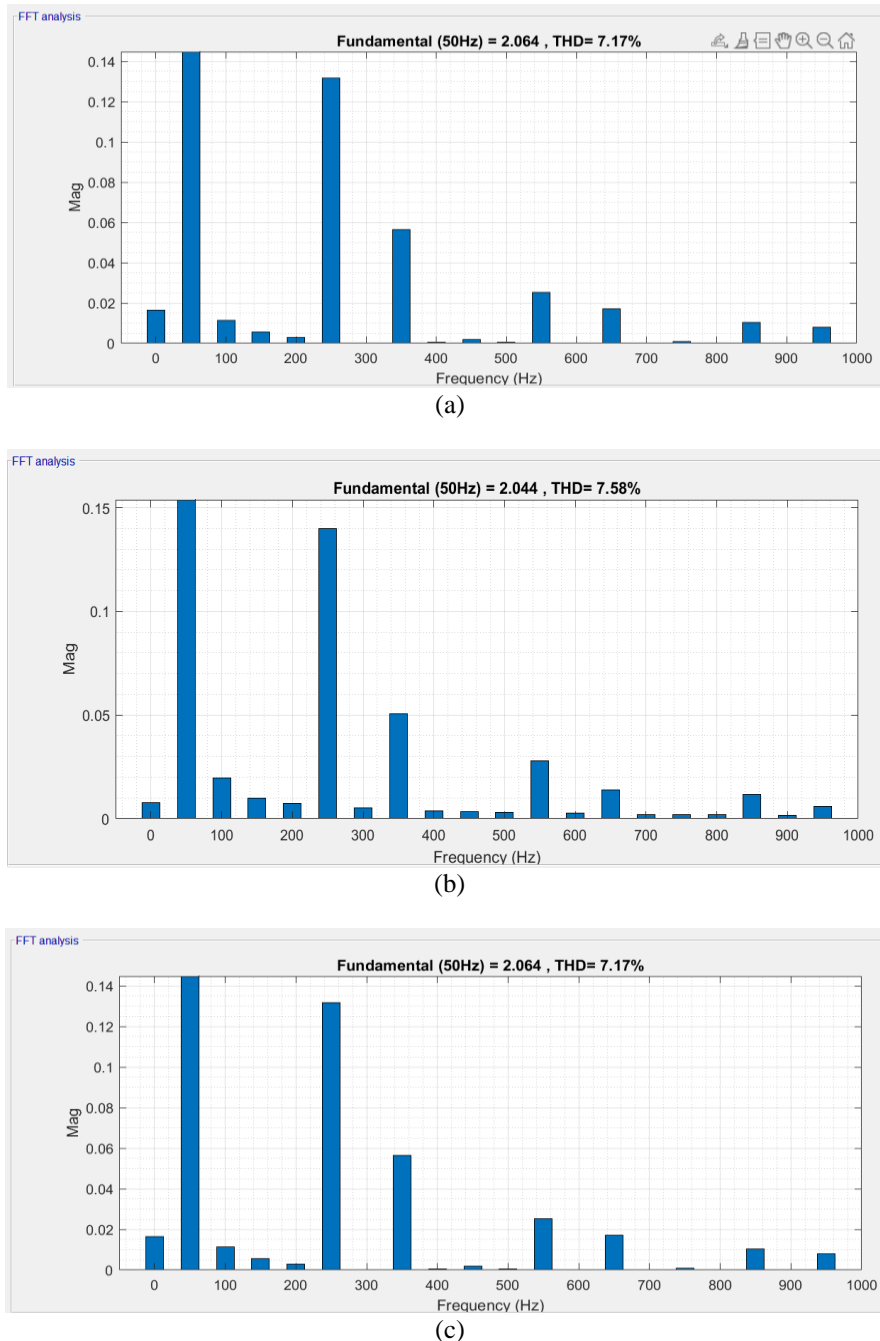 FFT analysis
Fundamental (50Hz) = 2.064 , THD= 7.17%
0.14
0.12
0.1
0.08
0.06
0.04
0.02
0
Mag
0 100 200 300 400 500 600 700 800 900 1000
Frequency (Hz)
(a)
FFT analysis
Fundamental (50Hz) = 2.044 , THD= 7.58%
0.15
0.1
0.05
0
Mag
0 100 200 300 400 500 600 700 800 900 1000
Frequency (Hz)
(b)
FFT analysis
Fundamental (50Hz) = 2.064 , THD= 7.17%
0.14
0.12
0.1
0.08
0.06
0.04
0.02
0
Mag
0 100 200 300 400 500 600 700 800 900 1000
Frequency (Hz)
(c)